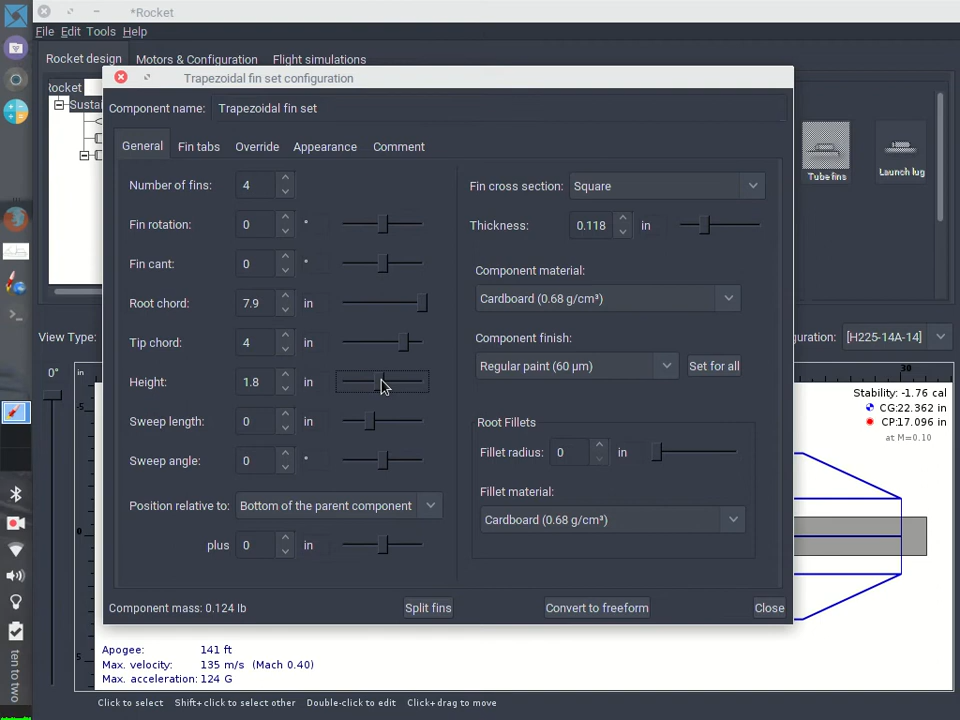 *Rocket
File Edit Tools Help
Rocket design Motors & Configuration Flight simulations
Rocket
Trapezoidal fin set configuration
Component name: Trapezoidal fin set
General Fin tabs Override Appearance Comment
Number of fins: 4
Fin rotation: 0 °
Fin cant: 0 °
Root chord: 7.9 in
Tip chord: 4 in
Height: 1.8 in
Sweep length: 0 in
Sweep angle: 0 °
Position relative to: Bottom of the parent component
plus 0 in
Fin cross section: Square
Thickness: 0.118 in
Component material:
Cardboard (0.68 g/cm³)
Component finish:
Regular paint (60 µm) Set for all
Root Fillets
Fillet radius: 0 in
Fillet material:
Cardboard (0.68 g/cm³)
Component mass: 0.124 lb
Split fins Convert to freeform Close
Tube fins Launch lug
View Type:
[H225-14A-14]
0°
in
30
Stability: -1.76 cal
CG:22.362 in
CP:17.096 in
at M=0.10
0
5
Apogee: 141 ft
Max. velocity: 135 m/s (Mach 0.40)
Max. acceleration: 124 G
Click to select Shift+click to select other Double-click to edit Click+drag to move
ten to two